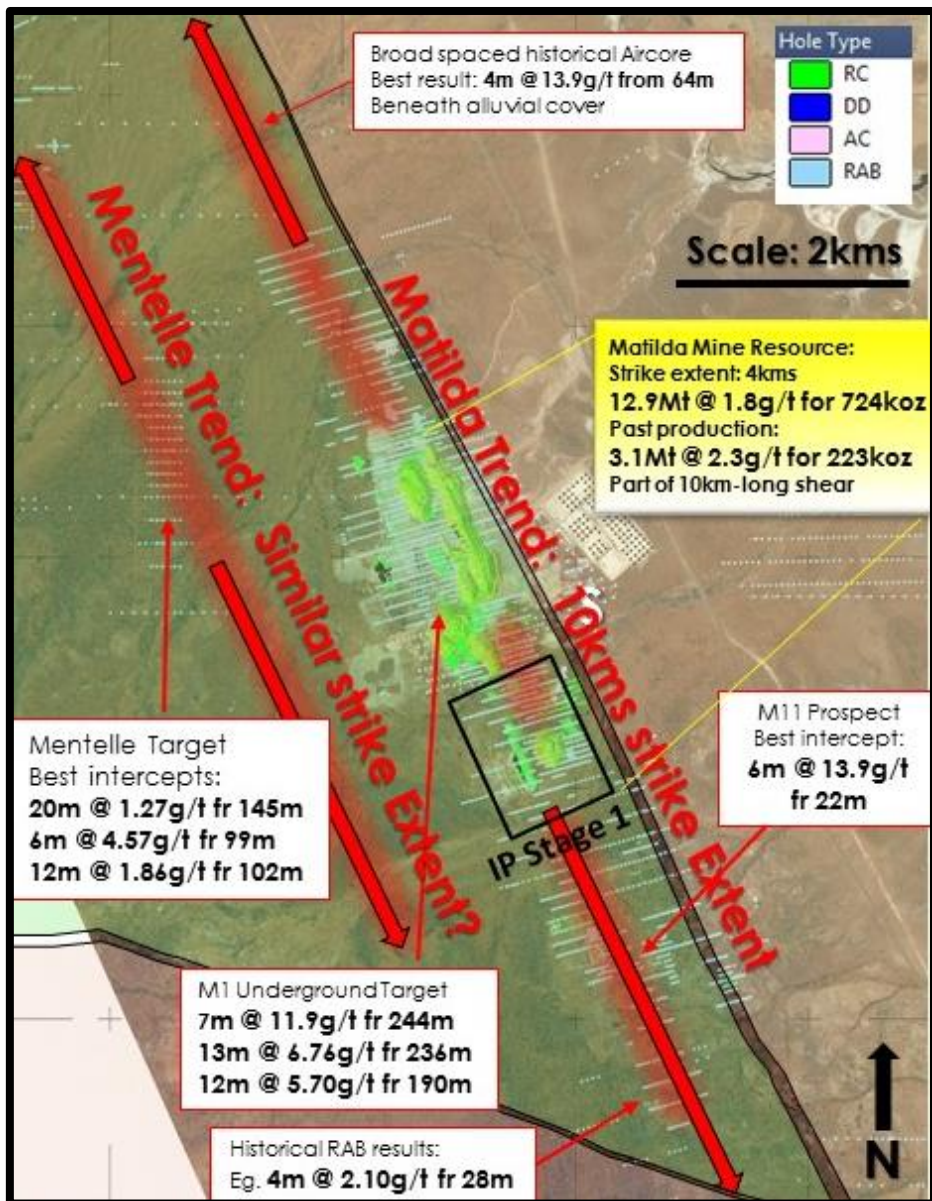 Broad spaced historical Aircore
Best result: 4m @ 13.9g/t from 64m
Beneath alluvial cover
Hole Type
RC
DD
AC
RAB
Scale: 2kms
Mentelle Trend: Similar strike Extent?
Matilda Trend: 10kms strike Extent
Matilda Mine Resource:
Strike extent: 4kms
12.9Mt @ 1.8g/t for 724koz
Past production:
3.1Mt @ 2.3g/t for 223koz
Part of 10km-long shear
Mentelle Target
Best intercepts:
20m @ 1.27g/t fr 145m
6m @ 4.57g/t fr 99m
12m @ 1.86g/t fr 102m
IP Stage 1
M11 Prospect
Best intercept:
6m @ 13.9g/t
fr 22m
M1 Underground Target
7m @ 11.9g/t fr 244m
13m @ 6.76g/t fr 236m
12m @ 5.70g/t fr 190m
Historical RAB results:
Eg. 4m @ 2.10g/t fr 28m
N